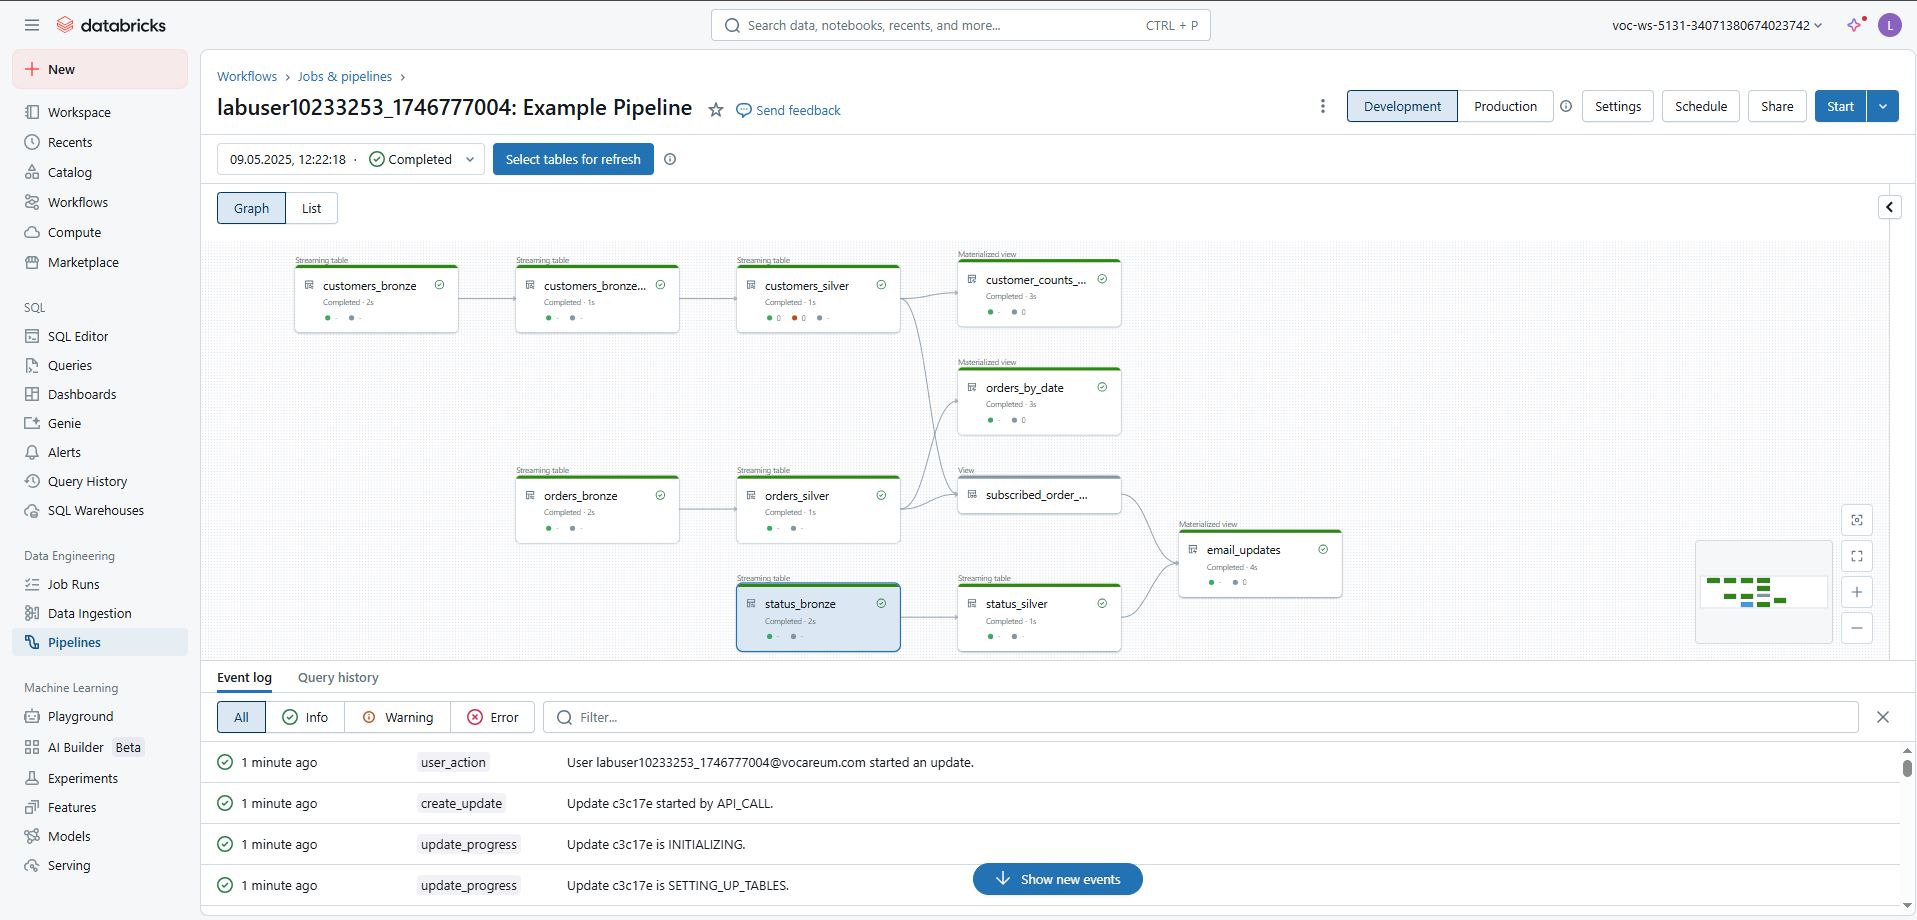 databricks
Search data, notebooks, recents, and more...
CTRL + P
voc-ws-5131-34071380674023742
L
New
Workspace
Recents
Catalog
Workflows
Compute
Marketplace
SQL
SQL Editor
Queries
Dashboards
Genie
Alerts
Query History
SQL Warehouses
Data Engineering
Job Runs
Data Ingestion
Pipelines
Machine Learning
Playground
AI Builder Beta
Experiments
Features
Models
Serving
Workflows › Jobs & pipelines ›
labuser10233253_1746777004: Example Pipeline
Send feedback
Development
Production
Settings
Schedule
Share
Start
09.05.2025, 12:22:18 · Completed
Select tables for refresh
Graph
List
Streaming table
customers_bronze
Completed · 2s
- -
Streaming table
customers_bronze...
Completed · 1s
- -
Streaming table
customers_silver
Completed · 1s
0 0 -
Materialized view
customer_counts_...
Completed · 3s
- 0
Materialized view
orders_by_date
Completed · 3s
- 0
Streaming table
orders_bronze
Completed · 2s
- -
Streaming table
orders_silver
Completed · 1s
- -
View
subscribed_order_...
Materialized view
email_updates
Completed · 4s
- 0
Streaming table
status_bronze
Completed · 2s
- -
Streaming table
status_silver
Completed · 1s
- -
Event log
Query history
All
Info
Warning
Error
Filter...
1 minute ago user_action User labuser10233253_1746777004@vocareum.com started an update.
1 minute ago create_update Update c3c17e started by API_CALL.
1 minute ago update_progress Update c3c17e is INITIALIZING.
1 minute ago update_progress Update c3c17e is SETTING_UP_TABLES.
Show new events